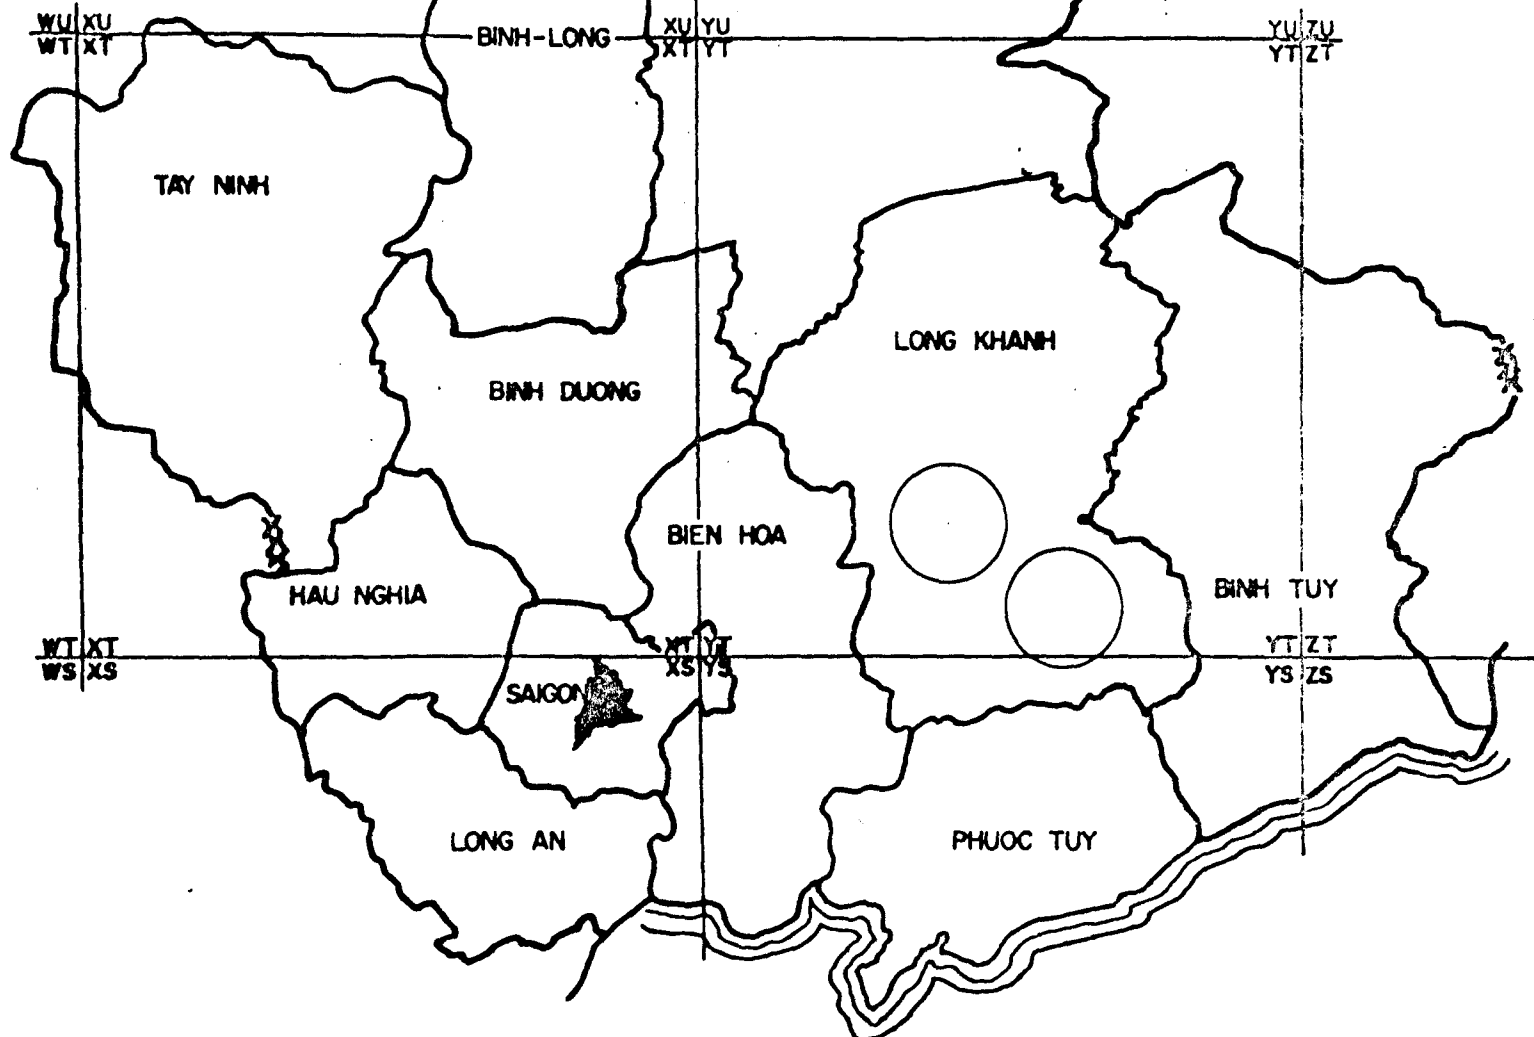 WU XU
WT XT
BINH-LONG
XU YU
XT YT
YU ZU
YT ZT
TAY NINH
LONG KHANH
BINH DUONG
BIEN HOA
HAU NGHIA
BINH TUY
WT XT
WS XS
XT YT
XS YS
YT ZT
YS ZS
SAIGON
LONG AN
PHUOC TUY